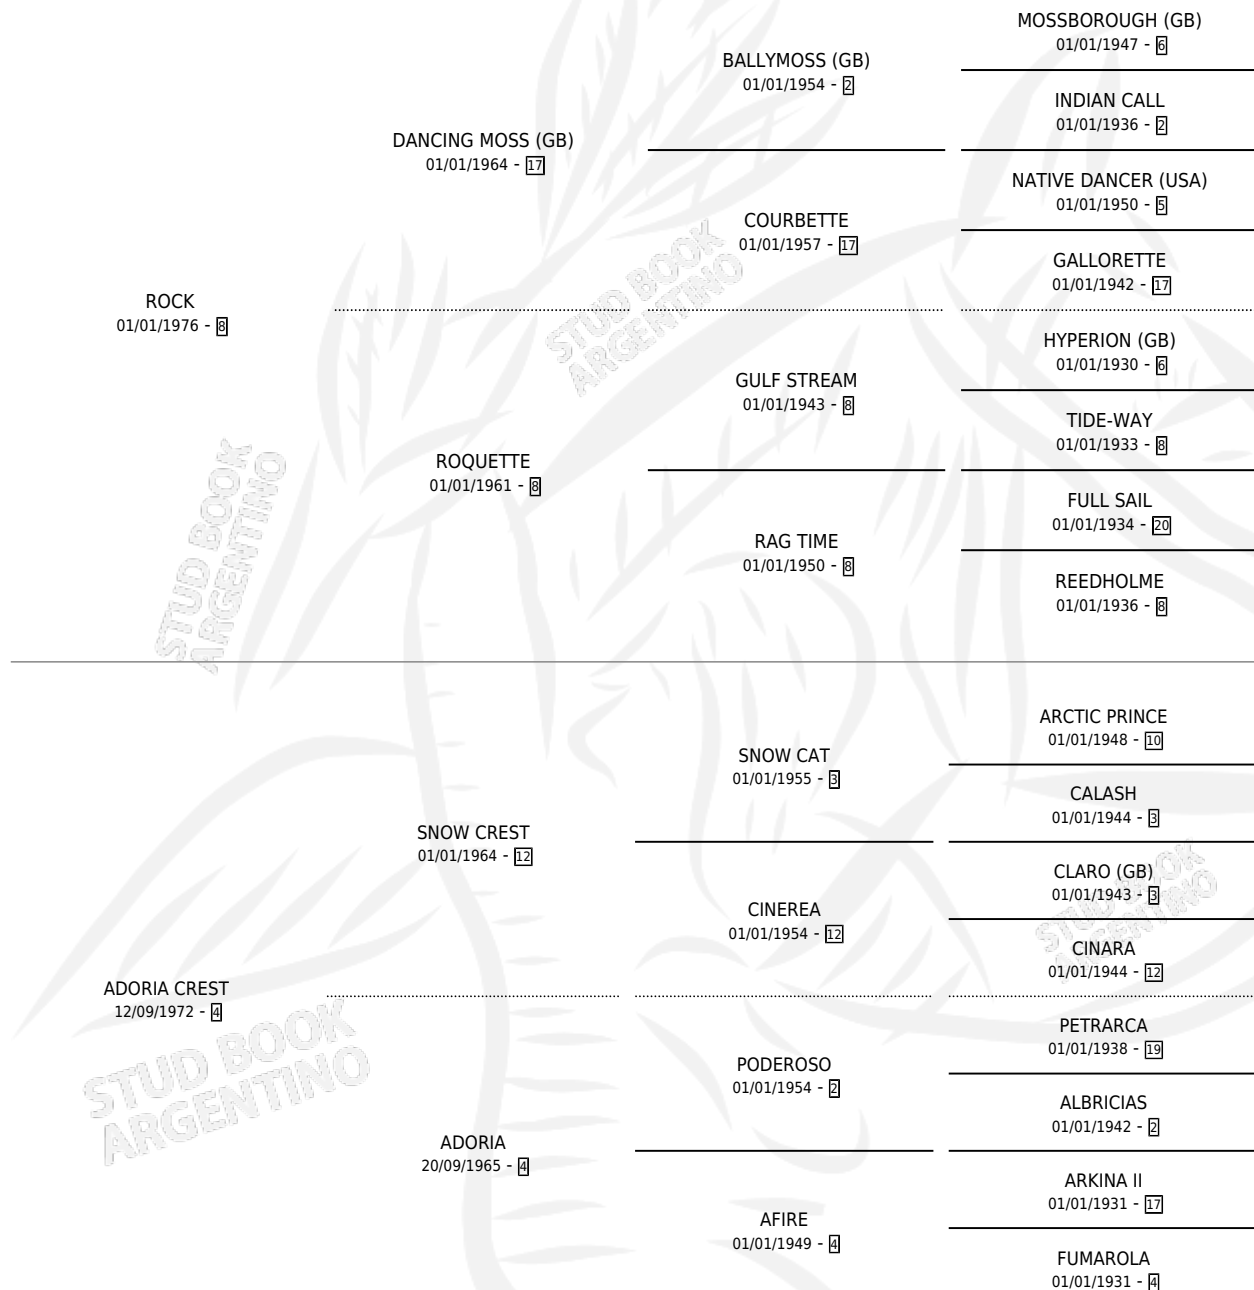 MOSSBOROUGH (GB)
01/01/1947 - 6
BALLYMOSS (GB)
01/01/1954 - 2
INDIAN CALL
01/01/1936 - 2
DANCING MOSS (GB)
01/01/1964 - 17
NATIVE DANCER (USA)
01/01/1950 - 5
COURBETTE
01/01/1957 - 17
GALLORETTE
01/01/1942 - 17
ROCK
01/01/1976 - 8
HYPERION (GB)
01/01/1930 - 6
GULF STREAM
01/01/1943 - 8
TIDE-WAY
01/01/1933 - 8
ROQUETTE
01/01/1961 - 8
FULL SAIL
01/01/1934 - 20
RAG TIME
01/01/1950 - 8
REEDHOLME
01/01/1936 - 8
STUD BOOK
ARGENTINO
STUD BOOK
ARGENTINO
ARCTIC PRINCE
01/01/1948 - 10
SNOW CAT
01/01/1955 - 3
CALASH
01/01/1944 - 3
SNOW CREST
01/01/1964 - 12
CLARO (GB)
01/01/1943 - 3
CINEREA
01/01/1954 - 12
CINARA
01/01/1944 - 12
STUD BOOK
ARGENTINO
ADORIA CREST
12/09/1972 - 4
PETRARCA
01/01/1938 - 19
PODEROSO
01/01/1954 - 2
ALBRICIAS
01/01/1942 - 2
STUD BOOK
ARGENTINO
ADORIA
20/09/1965 - 4
ARKINA II
01/01/1931 - 17
AFIRE
01/01/1949 - 4
FUMAROLA
01/01/1931 - 4